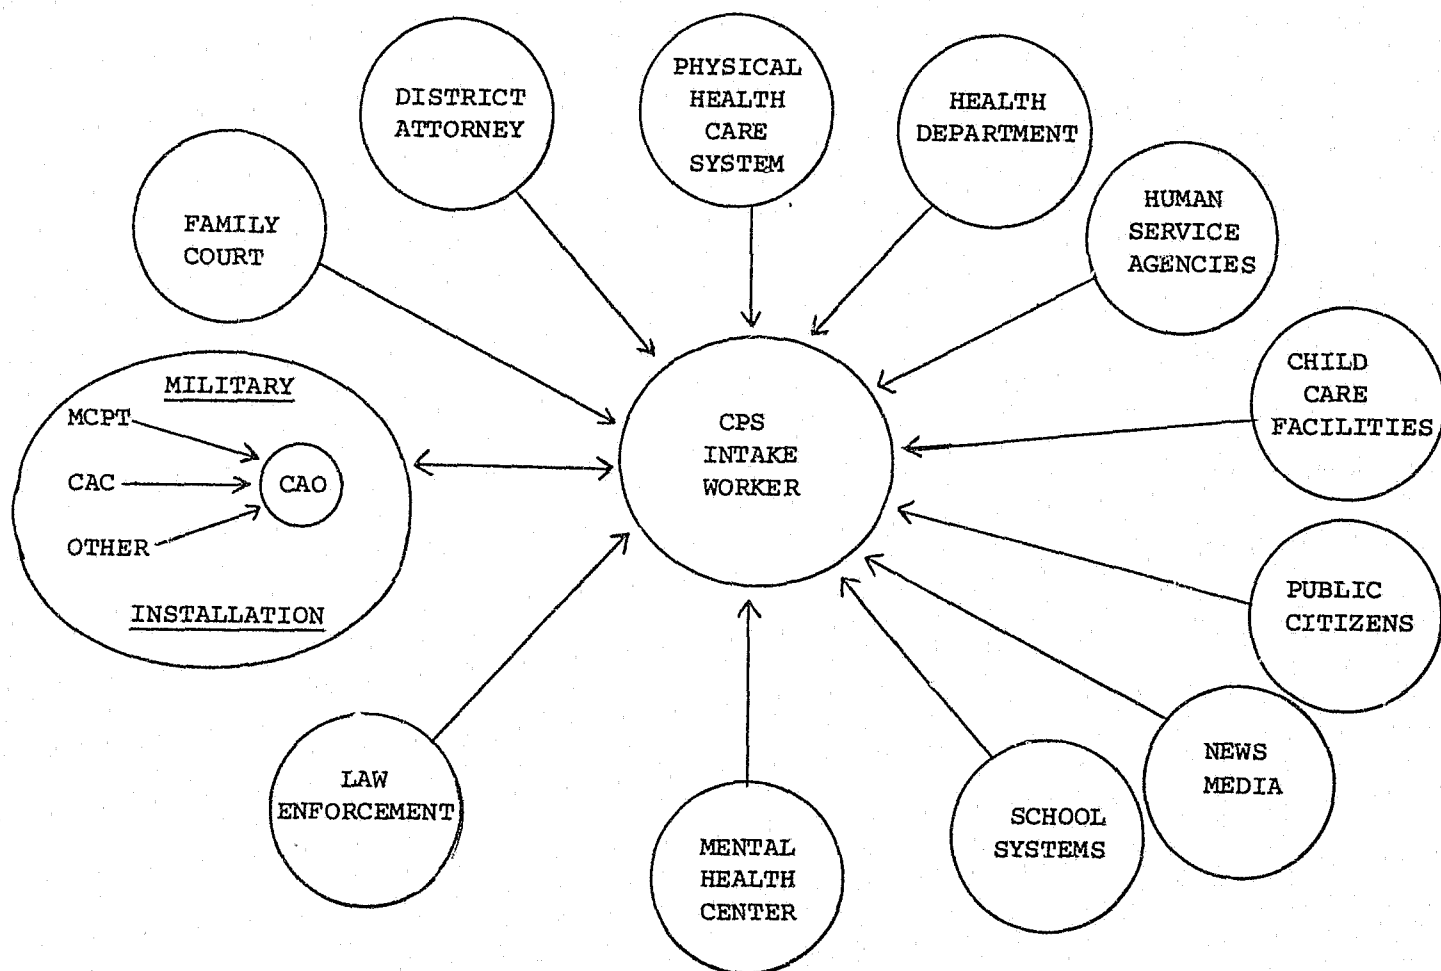 PHYSICAL
HEALTH
CARE
SYSTEM
DISTRICT
ATTORNEY
HEALTH
DEPARTMENT
HUMAN
SERVICE
AGENCIES
FAMILY
COURT
CHILD
CARE
FACILITIES
MILITARY
MCPT
CAC
CAO
OTHER
INSTALLATION
CPS
INTAKE
WORKER
PUBLIC
CITIZENS
NEWS
MEDIA
LAW
ENFORCEMENT
SCHOOL
SYSTEMS
MENTAL
HEALTH
CENTER